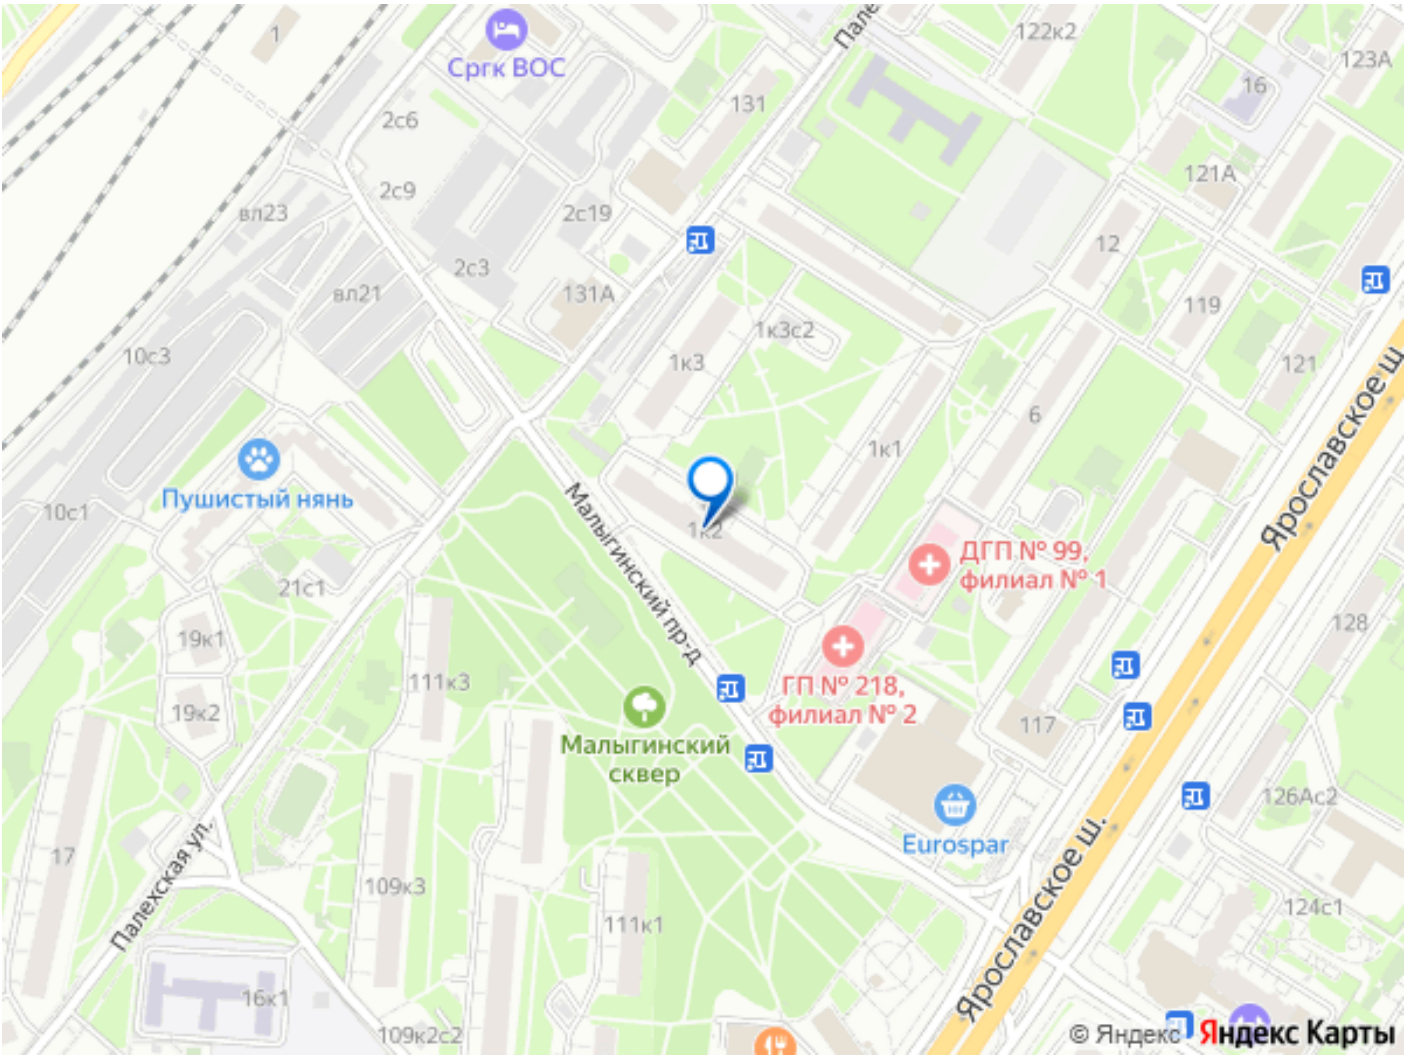 1
Сргк ВОС
Пале
122к2
123А
16
131
2с6
121А
2с9
вл23
2с19
12
2с3
вл21
131А
119
1к3с2
10с3
1к3
121
6
1к1
Пушистый нянь
10с1
Малыгинский пр-д
1к2
Ярославское ш
ДГП № 99,
филиал № 1
21с1
19к1
128
111к3
ГП № 218,
филиал № 2
19к2
117
Малыгинский
сквер
126Ас2
Eurospar
17
Палехская ул.
109к3
111к1
Ярославское ш.
124с1
16к1
109к2с2
© Яндекс Яндекс Карты